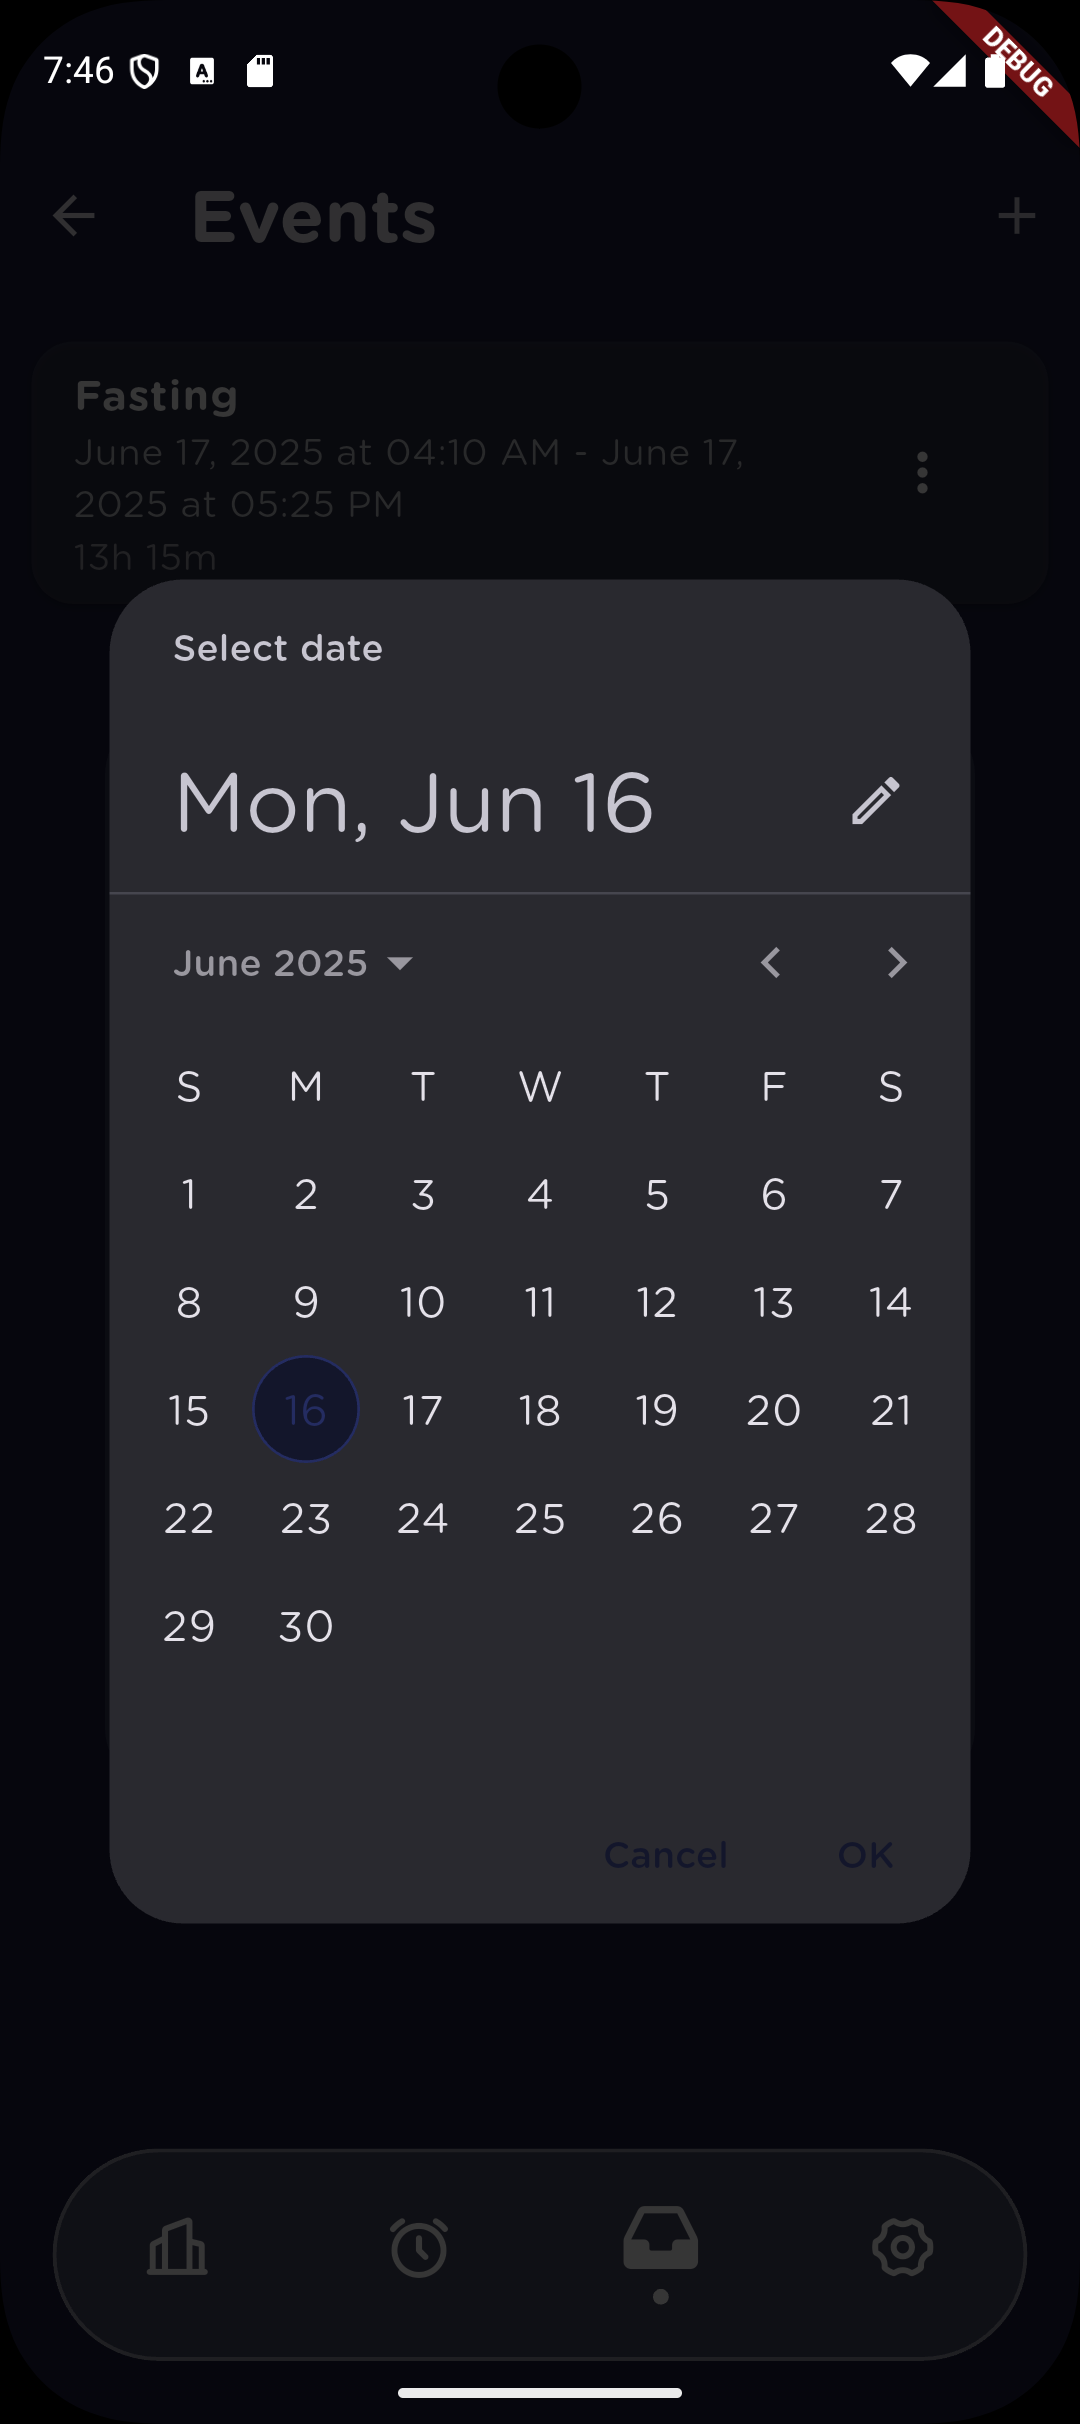 7:46
DEBUG
Events
Fasting
June 17, 2025 at 04:10 AM - June 17,
2025 at 05:25 PM
13h 15m
Select date
Mon, Jun 16
June 2025
S M T W T F S
1 2 3 4 5 6 7
8 9 10 11 12 13 14
15 16 17 18 19 20 21
22 23 24 25 26 27 28
29 30
Cancel OK